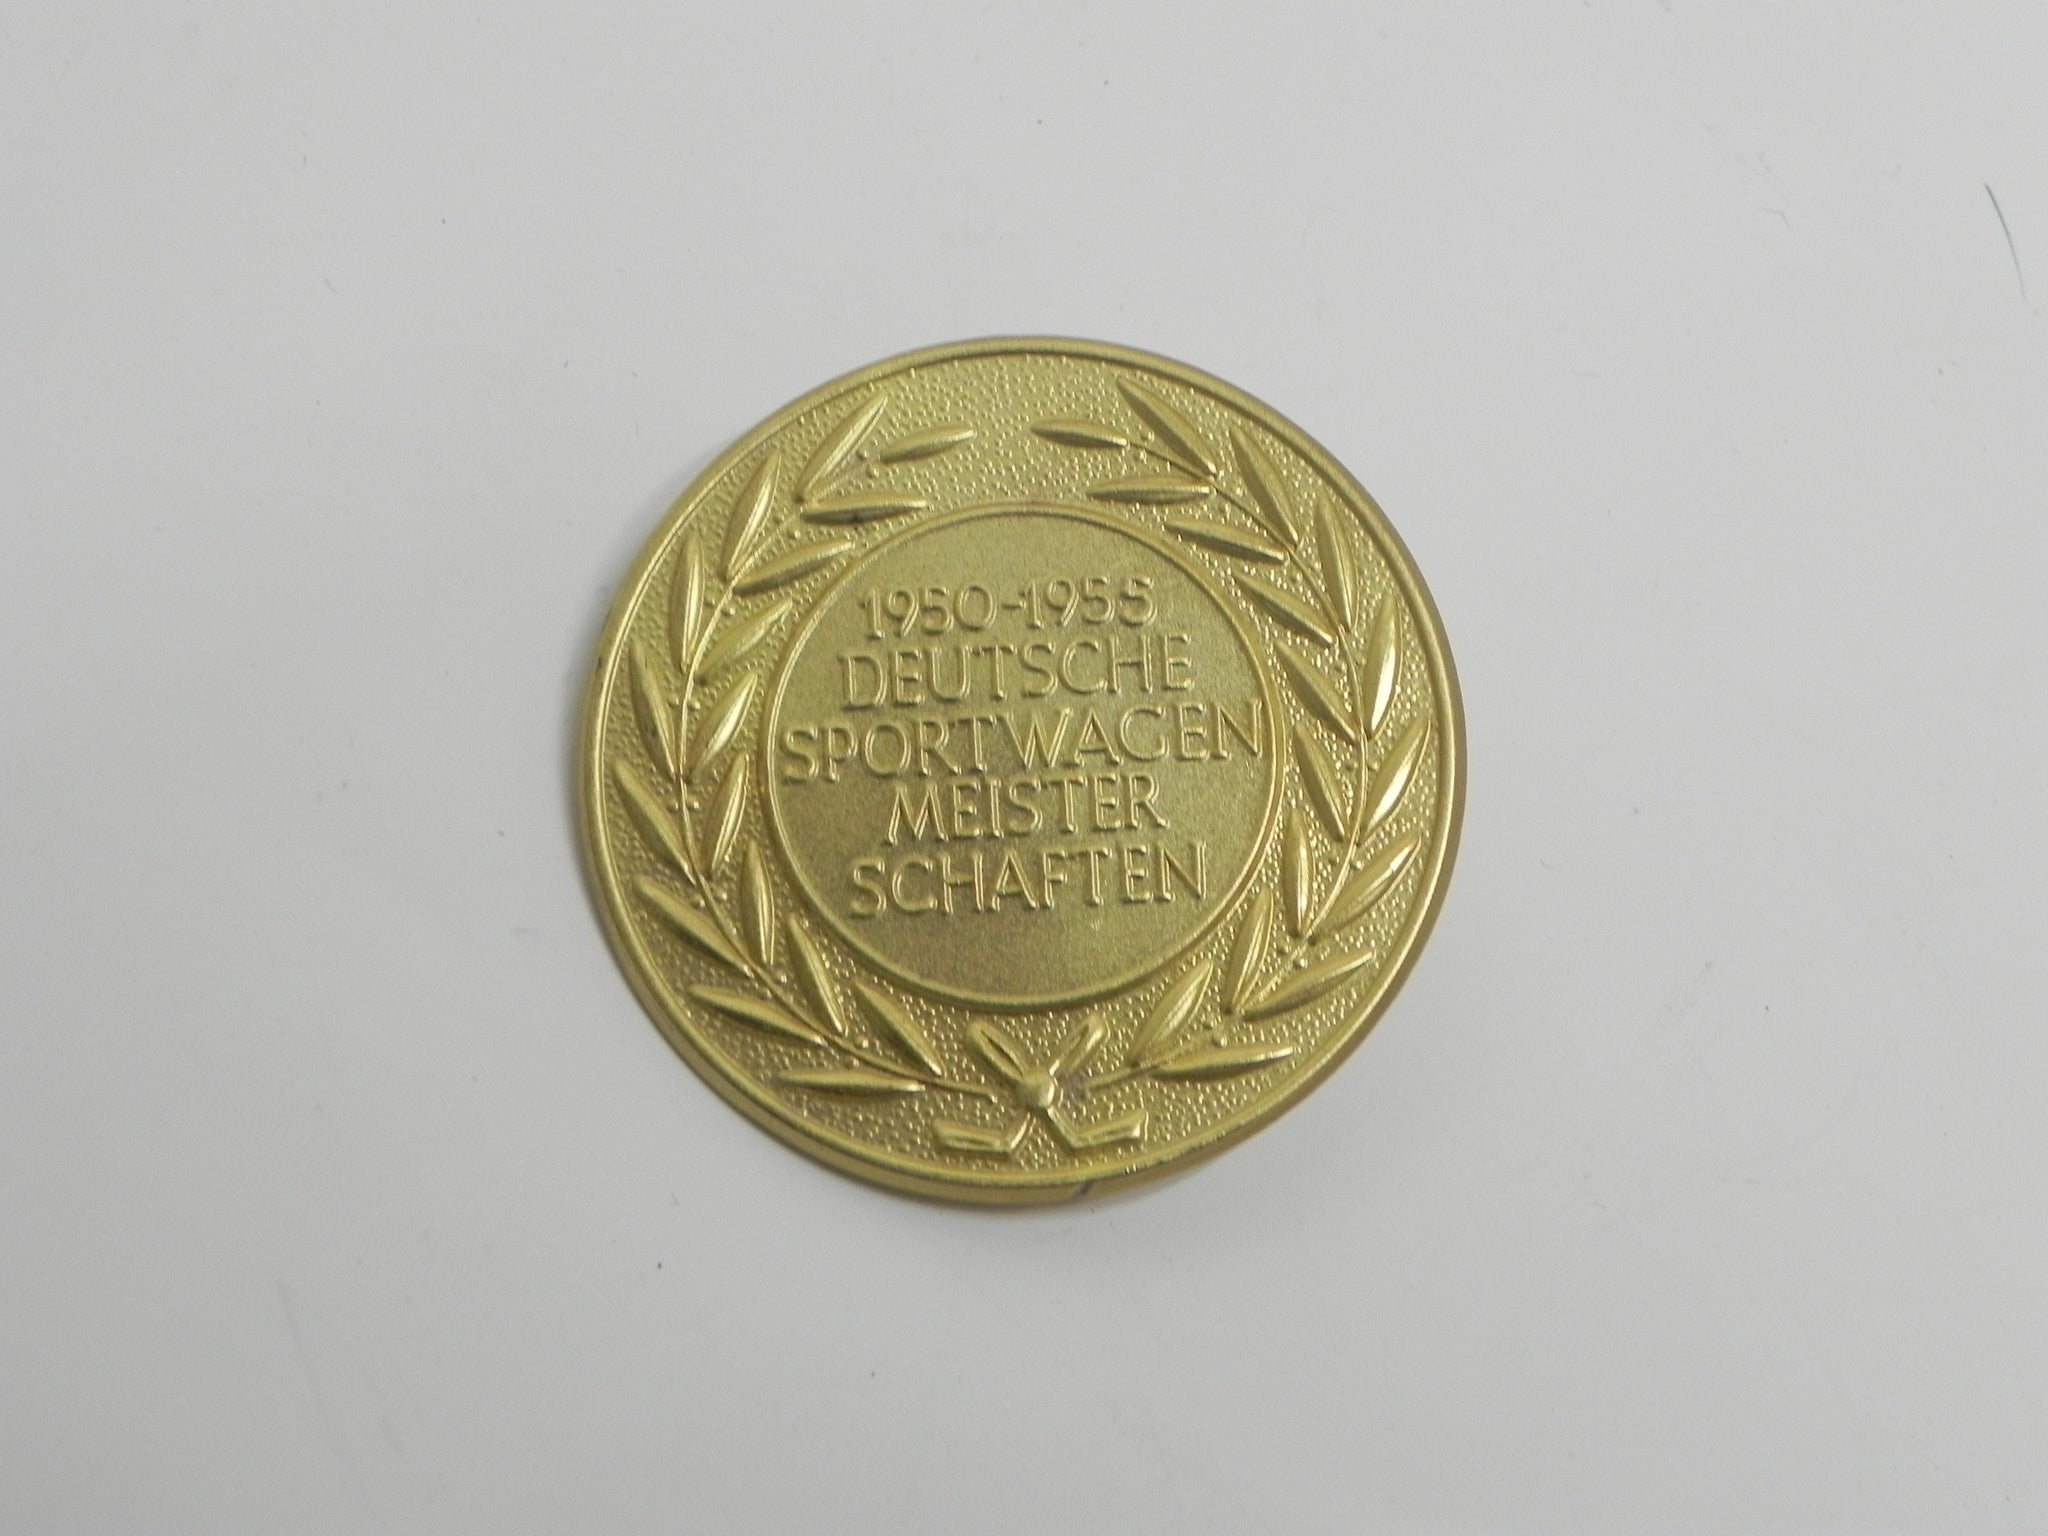 1950-1955
DEUTSCHE
SPORTWAGEN
MEISTER
SCHAFTEN